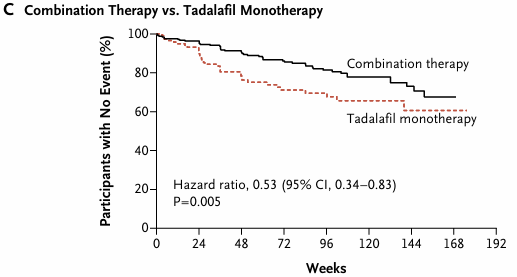 C Combination Therapy vs. Tadalafil Monotherapy
Participants with No Event (%)
100
80
60
40
20
0
Combination therapy
Tadalafil monotherapy
Hazard ratio, 0.53 (95% CI, 0.34–0.83)
P=0.005
0 24 48 72 96 120 144 168 192
Weeks